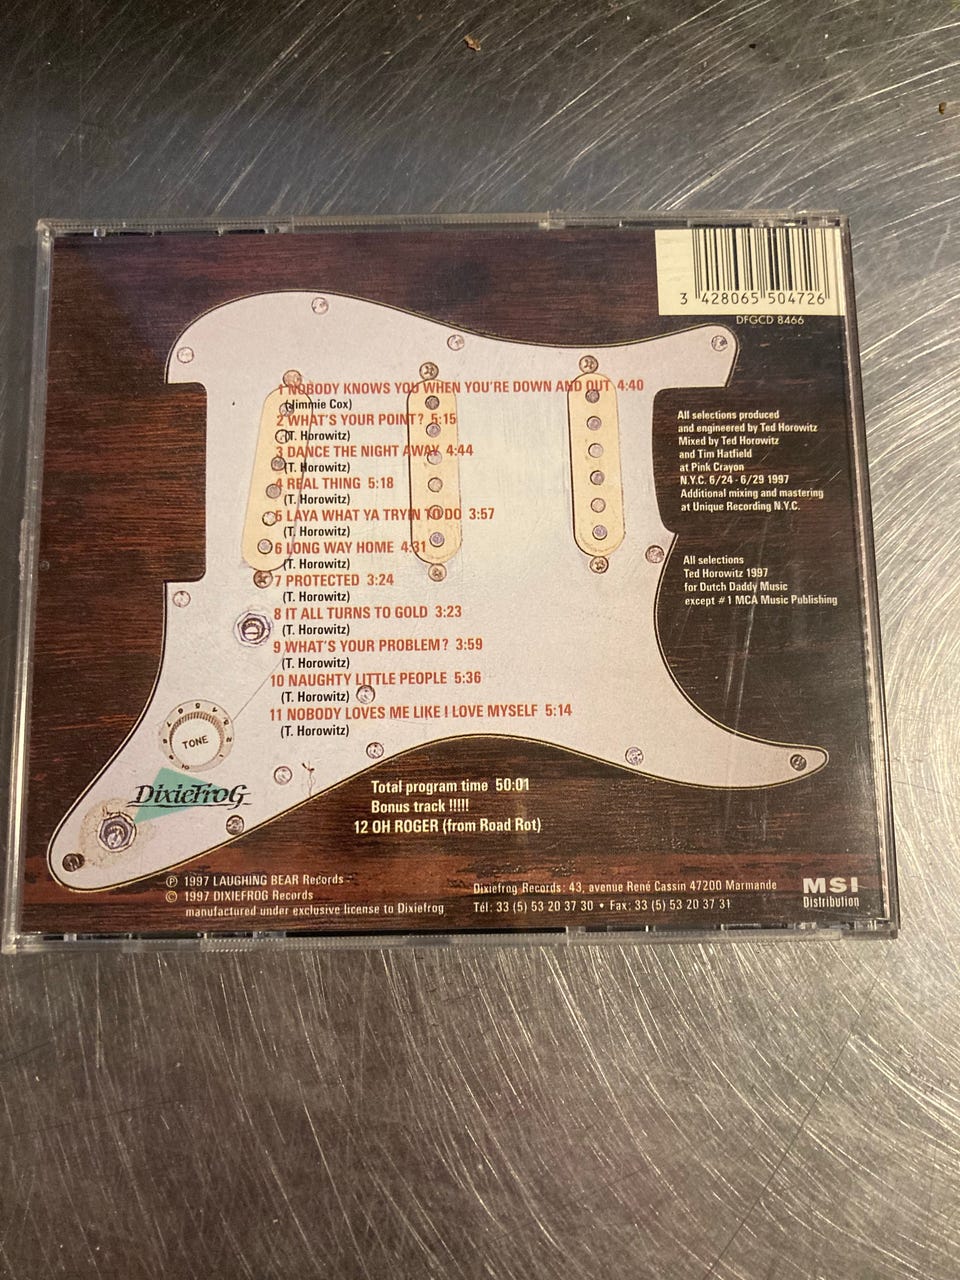 3 428065 504726
DFGCD 8466
1 NOBODY KNOWS YOU WHEN YOU'RE DOWN AND OUT 4:40
(Jimmie Cox)
2 WHAT'S YOUR POINT? 5:15
(T. Horowitz)
3 DANCE THE NIGHT AWAY 4:44
(T. Horowitz)
4 REAL THING 5:18
(T. Horowitz)
5 LAYA WHAT YA TRYIN TO DO 3:57
(T. Horowitz)
6 LONG WAY HOME 4:31
(T. Horowitz)
7 PROTECTED 3:24
(T. Horowitz)
8 IT ALL TURNS TO GOLD 3:23
(T. Horowitz)
9 WHAT'S YOUR PROBLEM? 3:59
(T. Horowitz)
10 NAUGHTY LITTLE PEOPLE 5:36
(T. Horowitz)
11 NOBODY LOVES ME LIKE I LOVE MYSELF 5:14
(T. Horowitz)
Total program time 50:01
Bonus track !!!!!
12 OH ROGER (from Road Rot)
All selections produced
and engineered by Ted Horowitz
Mixed by Ted Horowitz
and Tim Hatfield
at Pink Crayon
N.Y.C. 6/24 - 6/29 1997
Additional mixing and mastering
at Unique Recording N.Y.C.
All selections
Ted Horowitz 1997
for Dutch Daddy Music
except #1 MCA Music Publishing
TONE
DixieFroG
℗ 1997 LAUGHING BEAR Records
© 1997 DIXIEFROG Records
manufactured under exclusive license to Dixiefrog
Dixiefrog Records: 43, avenue René Cassin 47200 Marmande
Tél: 33 (5) 53 20 37 30 • Fax: 33 (5) 53 20 37 31
MSI
Distribution